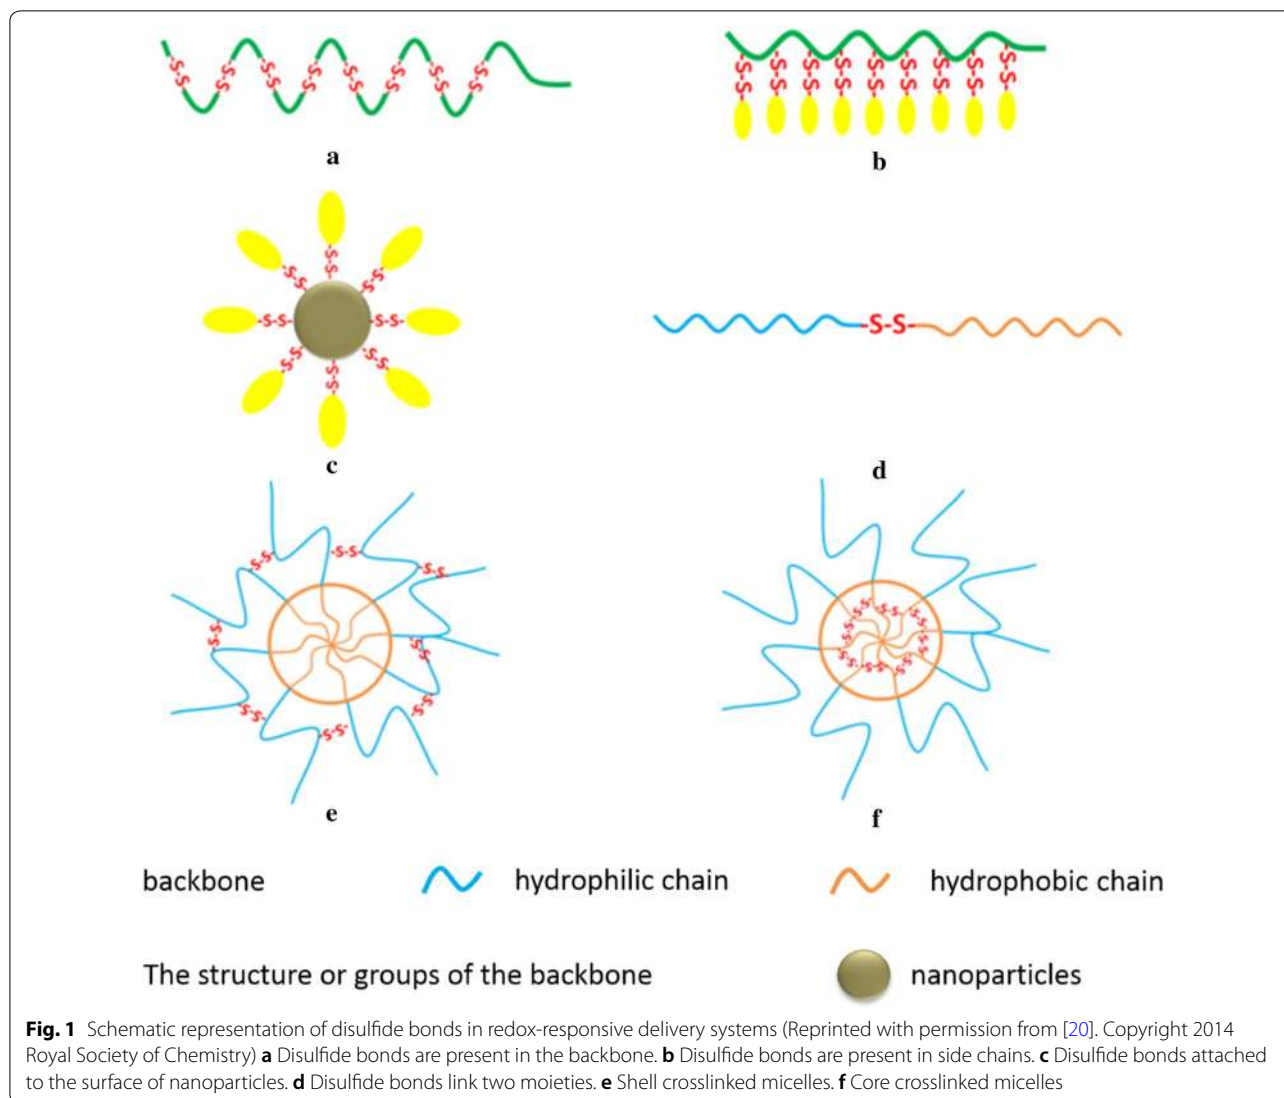 S-S S-S S-S S-S S-S S-S S-S S-S
a
S-S S-S S-S S-S S-S S-S S-S S-S S-S
b
S-S S-S S-S -S-S- -S-S- S-S S-S S-S
c
-S-S-
d
S-S -S-S- S-S S-S S-S S-S S-S S-S-
e
f
backbone
hydrophilic chain
hydrophobic chain
The structure or groups of the backbone
nanoparticles
Fig. 1 Schematic representation of disulfide bonds in redox-responsive delivery systems (Reprinted with permission from [20]. Copyright 2014
Royal Society of Chemistry) a Disulfide bonds are present in the backbone. b Disulfide bonds are present in side chains. c Disulfide bonds attached
to the surface of nanoparticles. d Disulfide bonds link two moieties. e Shell crosslinked micelles. f Core crosslinked micelles